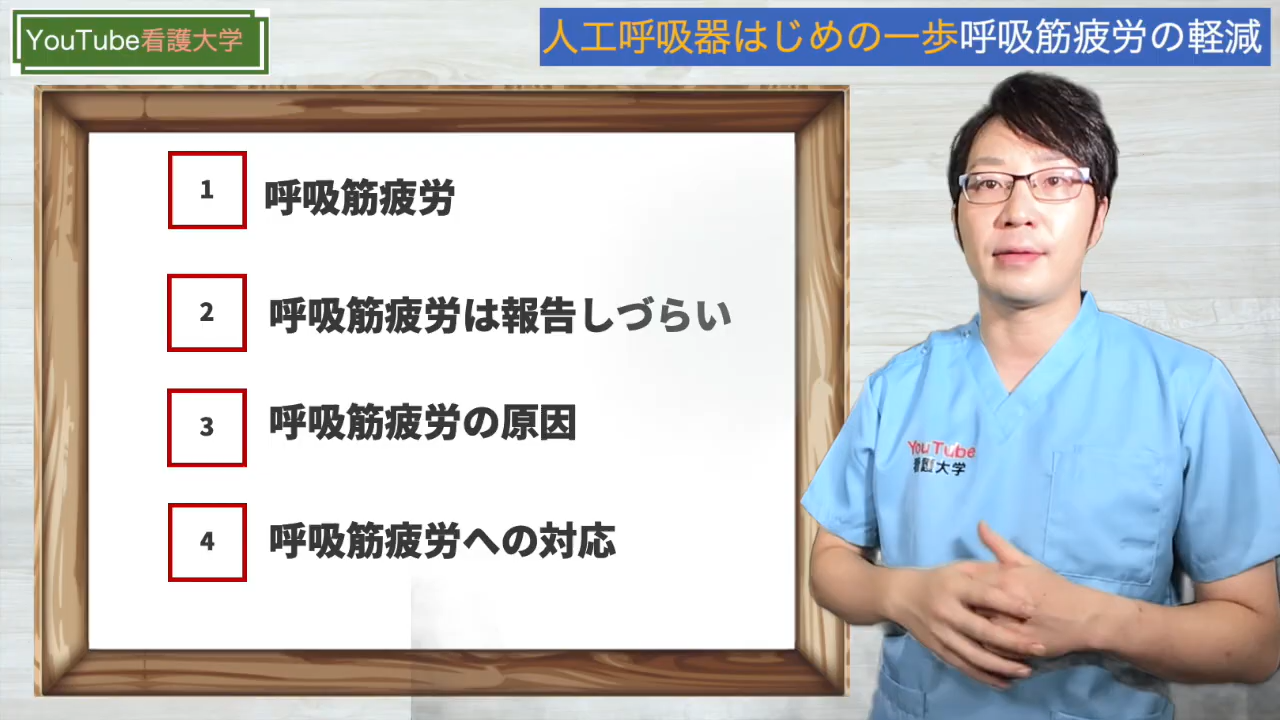 YouTube看護大学
人工呼吸器はじめの一歩呼吸筋疲労の軽減
1 呼吸筋疲労
2 呼吸筋疲労は報告しづらい
3 呼吸筋疲労の原因
4 呼吸筋疲労への対応
YouTube
看護大学